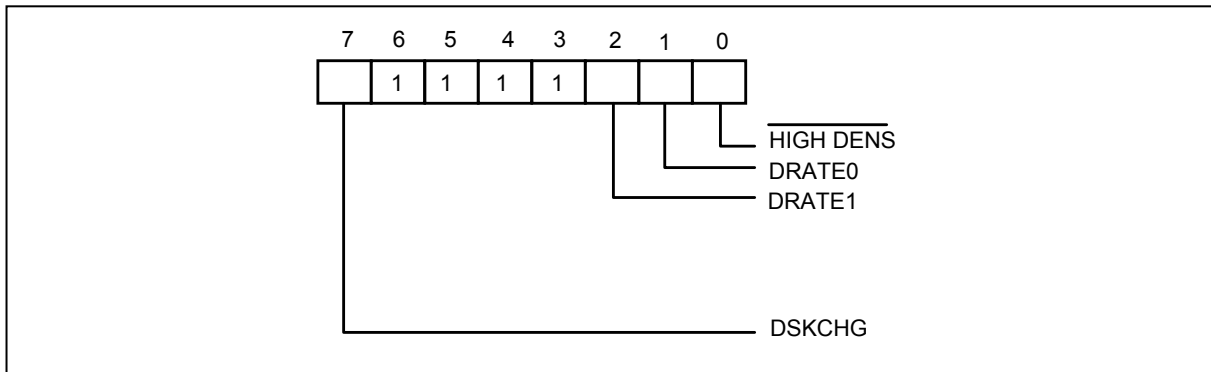 7 6 5 4 3 2 1 0
1 1 1 1
HIGH DENS
DRATE0
DRATE1
DSKCHG